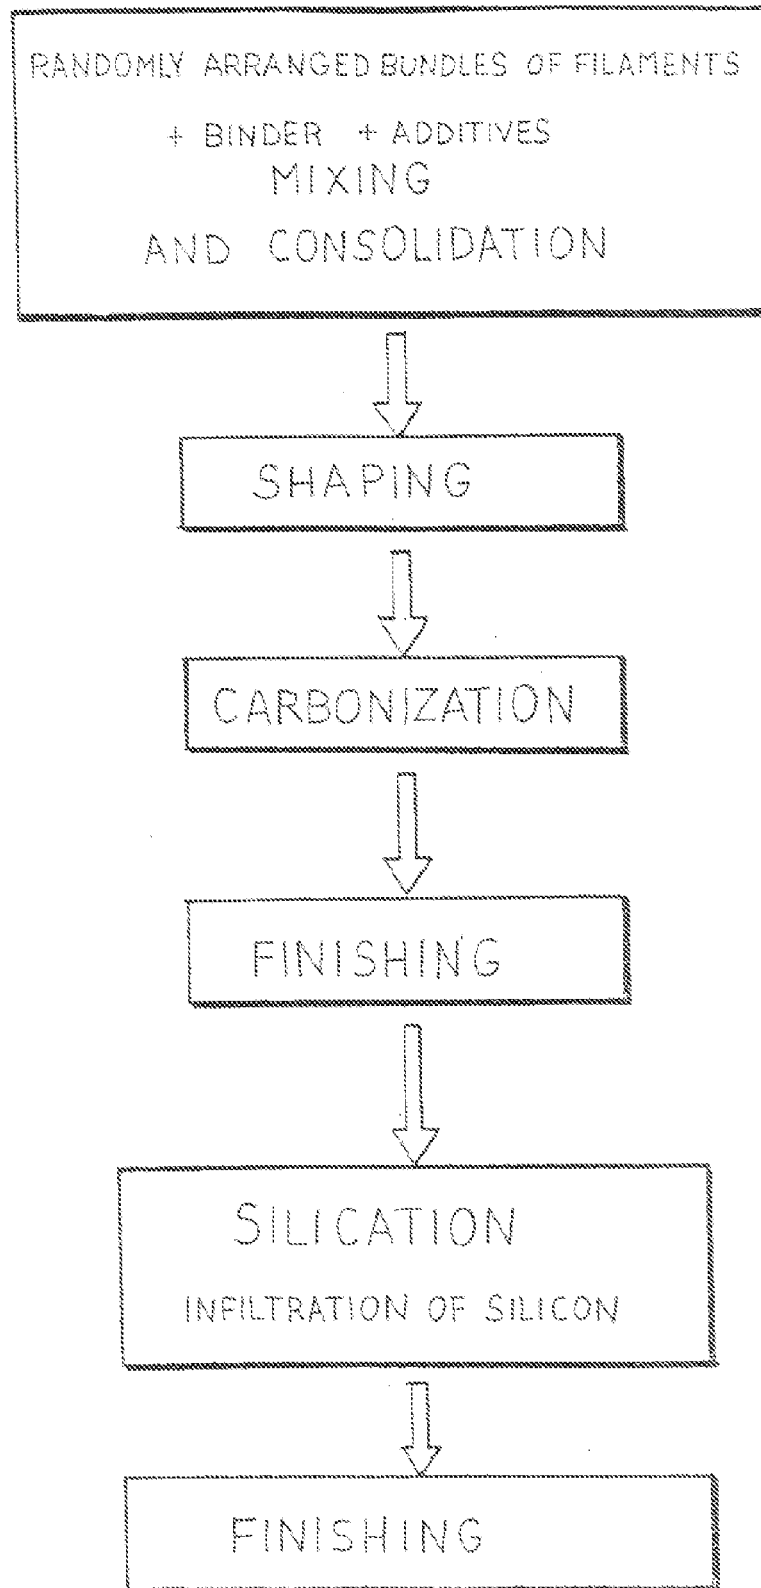 RANDOMLY ARRANGED BUNDLES OF FILAMENTS
+ BINDER + ADDITIVES
MIXING
AND CONSOLIDATION
SHAPING
CARBONIZATION
FINISHING
SILICATION
INFILTRATION OF SILICON
FINISHING